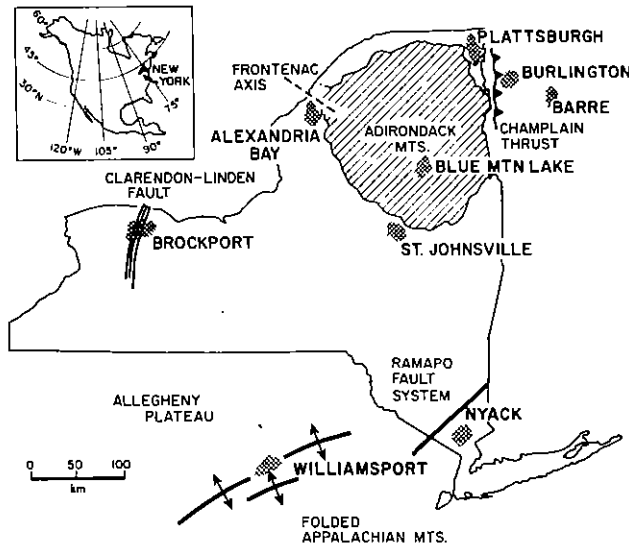 60°
45°
30°N
120°W
105°
90°
75°
NEW
YORK
PLATTSBURGH
BURLINGTON
BARRE
CHAMPLAIN
THRUST
FRONTENAC
AXIS
ADIRONDACK
MTS.
ALEXANDRIA
BAY
BLUE MTN LAKE
CLARENDON-LINDEN
FAULT
BROCKPORT
ST. JOHNSVILLE
RAMAPO
FAULT
SYSTEM
ALLEGHENY
PLATEAU
NYACK
WILLIAMSPORT
0 50 100
km
FOLDED
APPALACHIAN MTS.